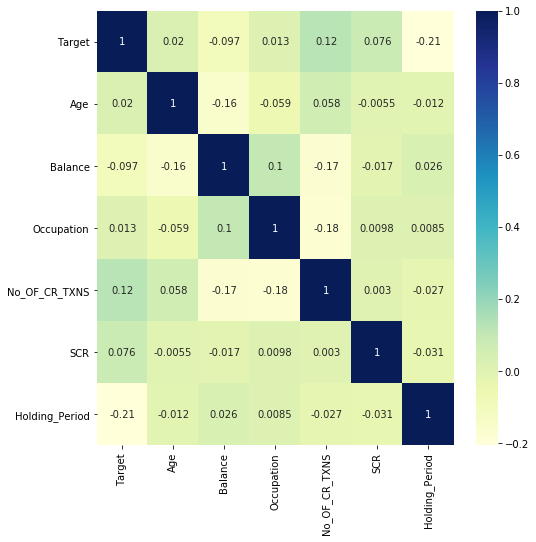 Target 1 0.02 -0.097 0.013 0.12 0.076 -0.21
Age 0.02 1 -0.16 -0.059 0.058 -0.0055 -0.012
Balance -0.097 -0.16 1 0.1 -0.17 -0.017 0.026
Occupation 0.013 -0.059 0.1 1 -0.18 0.0098 0.0085
No_OF_CR_TXNS 0.12 0.058 -0.17 -0.18 1 0.003 -0.027
SCR 0.076 -0.0055 -0.017 0.0098 0.003 1 -0.031
Holding_Period -0.21 -0.012 0.026 0.0085 -0.027 -0.031 1
Target
Age
Balance
Occupation
No_OF_CR_TXNS
SCR
Holding_Period
1.0
0.8
0.6
0.4
0.2
0.0
−0.2